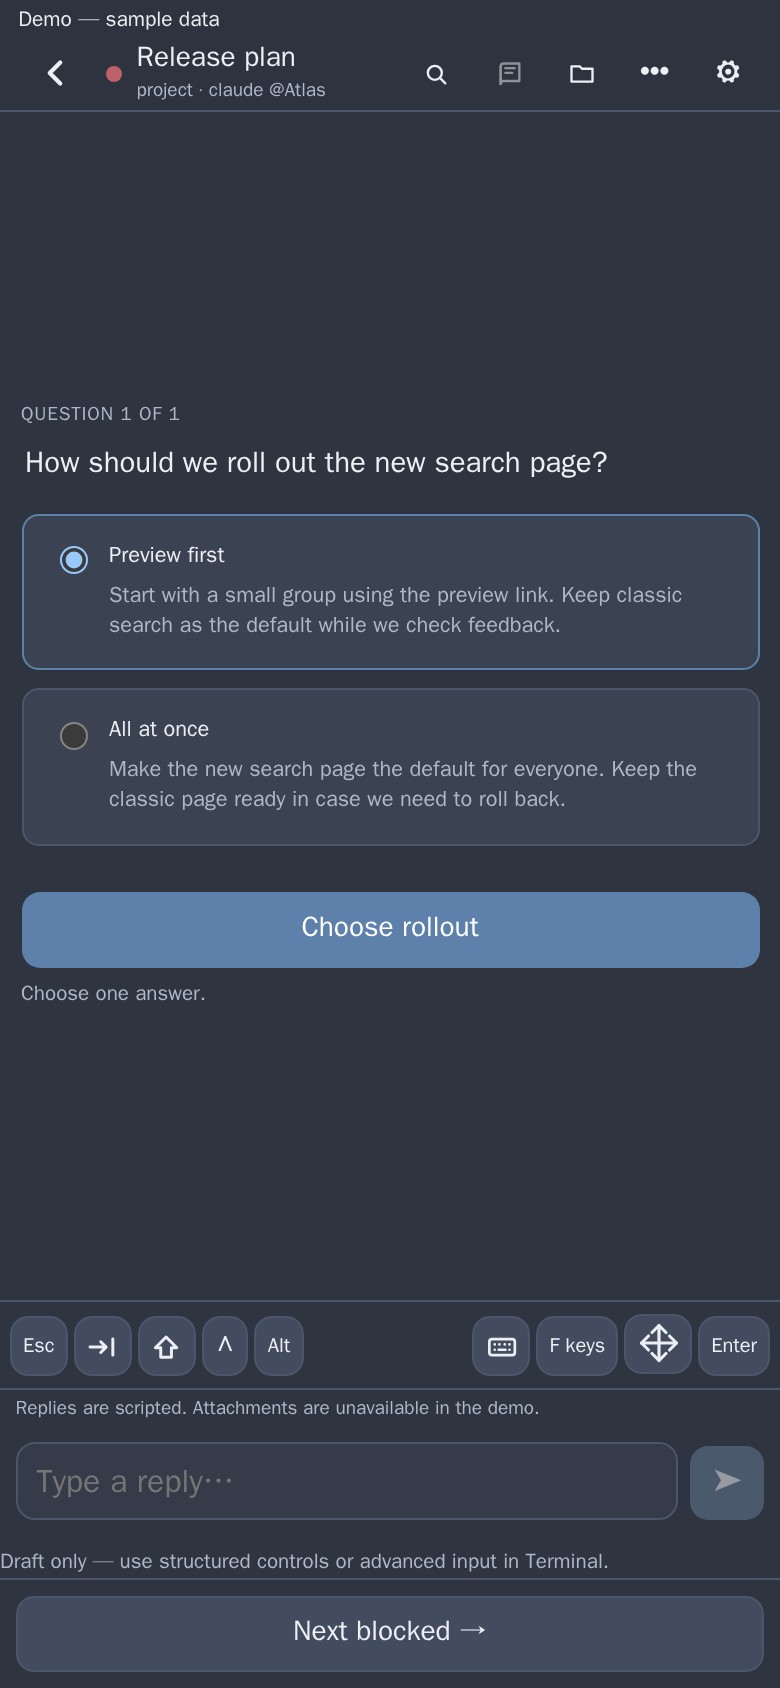 Demo — sample data
Release plan
project · claude @Atlas
QUESTION 1 OF 1
How should we roll out the new search page?
Preview first
Start with a small group using the preview link. Keep classic
search as the default while we check feedback.
All at once
Make the new search page the default for everyone. Keep the
classic page ready in case we need to roll back.
Choose rollout
Choose one answer.
Esc
^
Alt
F keys
Enter
Replies are scripted. Attachments are unavailable in the demo.
Type a reply···
Draft only — use structured controls or advanced input in Terminal.
Next blocked →